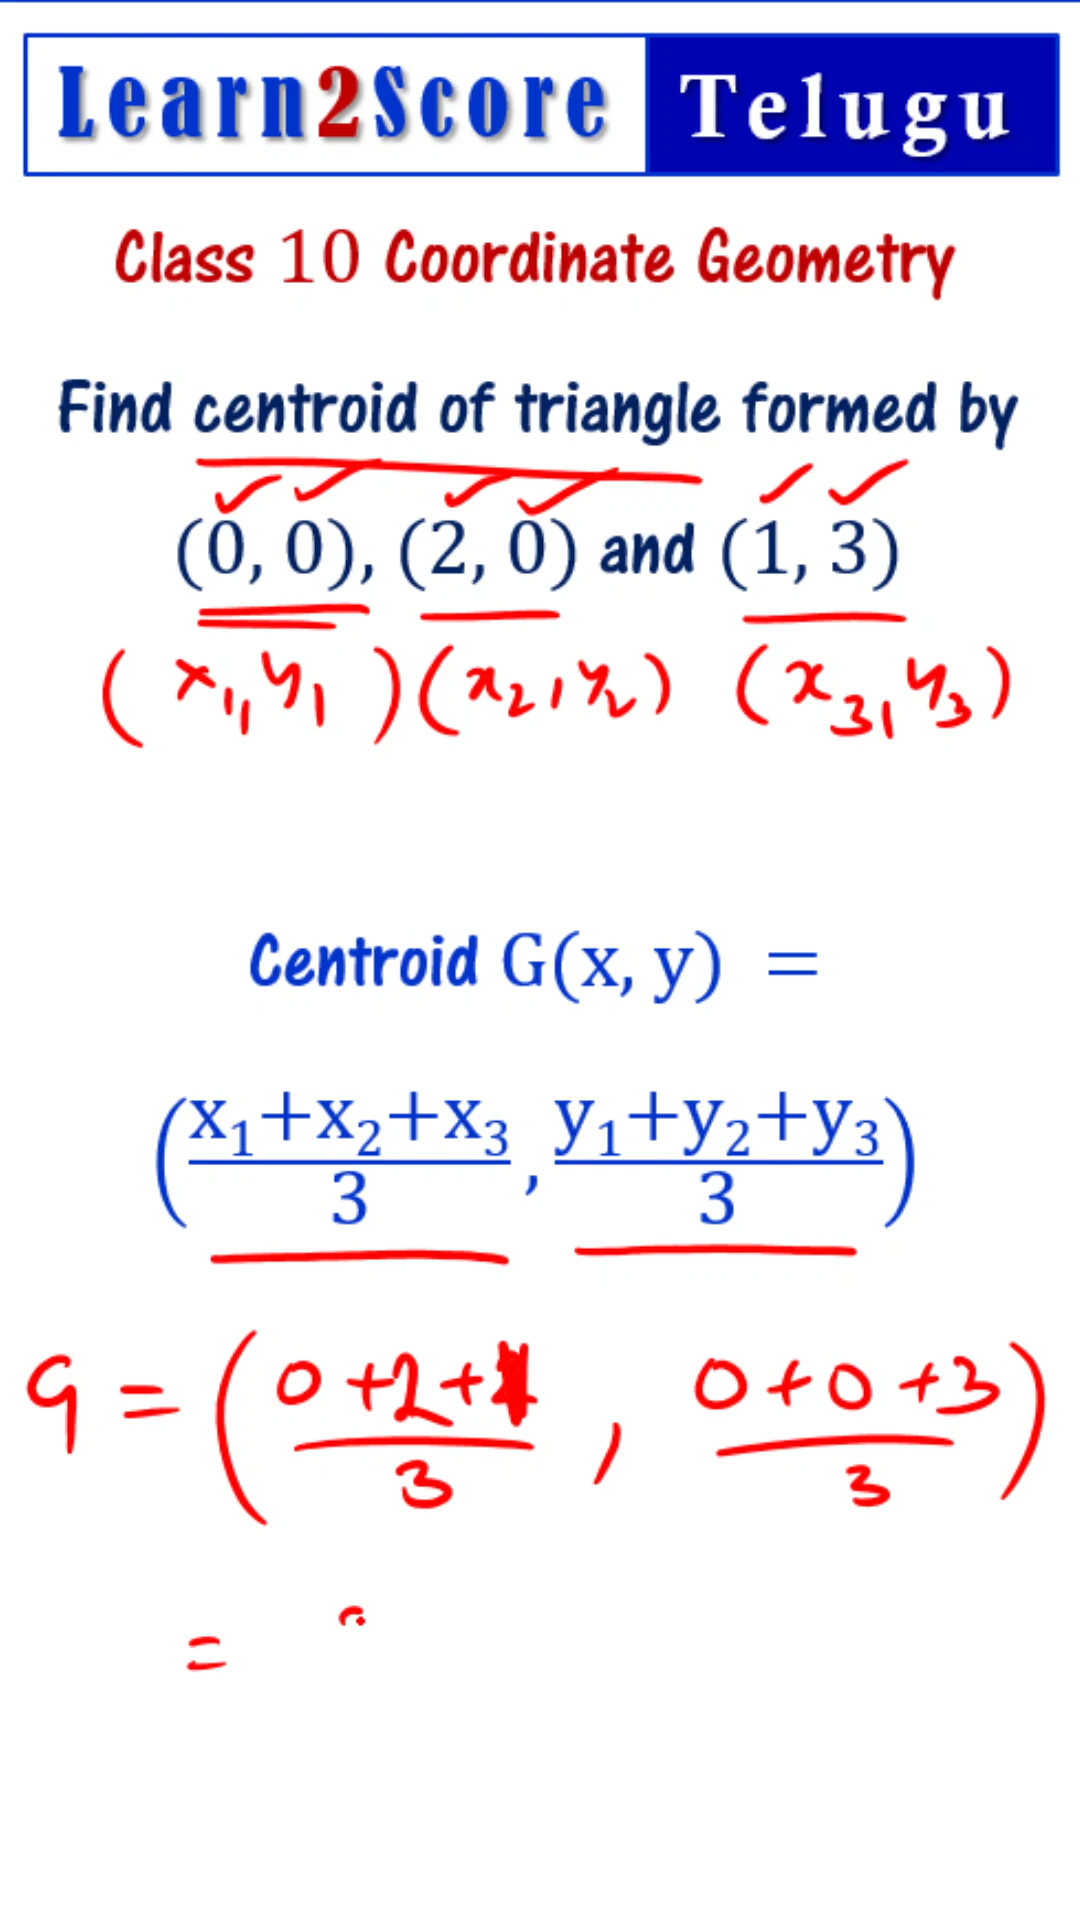 Learn2Score Telugu
Class 10 Coordinate Geometry
Find centroid of triangle formed by
(0, 0), (2, 0) and (1, 3)
(x₁, y₁) (x₂, y₂) (x₃, y₃)
Centroid G(x, y) =
(x₁+x₂+x₃/3, y₁+y₂+y₃/3)
G = (0+2+1/3, 0+0+3/3)
=